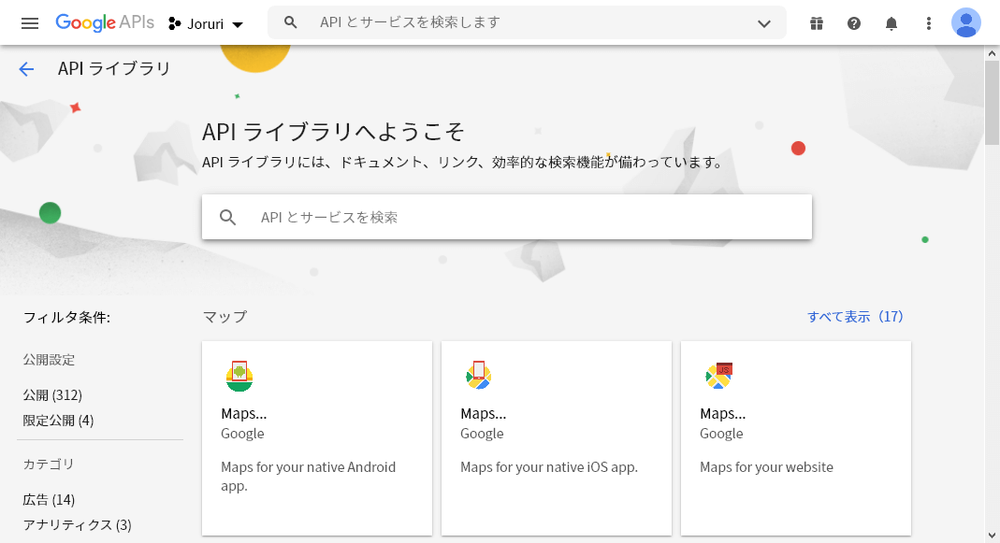 Google APIs
Joruri
API とサービスを検索します
API ライブラリ
API ライブラリへようこそ
API ライブラリには、ドキュメント、リンク、効率的な検索機能が備わっています。
API とサービスを検索
フィルタ条件:
公開設定
公開 (312)
限定公開 (4)
カテゴリ
広告 (14)
アナリティクス (3)
マップ
すべて表示（17）
Maps...
Google
Maps for your native Android
app.
Maps...
Google
Maps for your native iOS app.
JS
Maps...
Google
Maps for your website